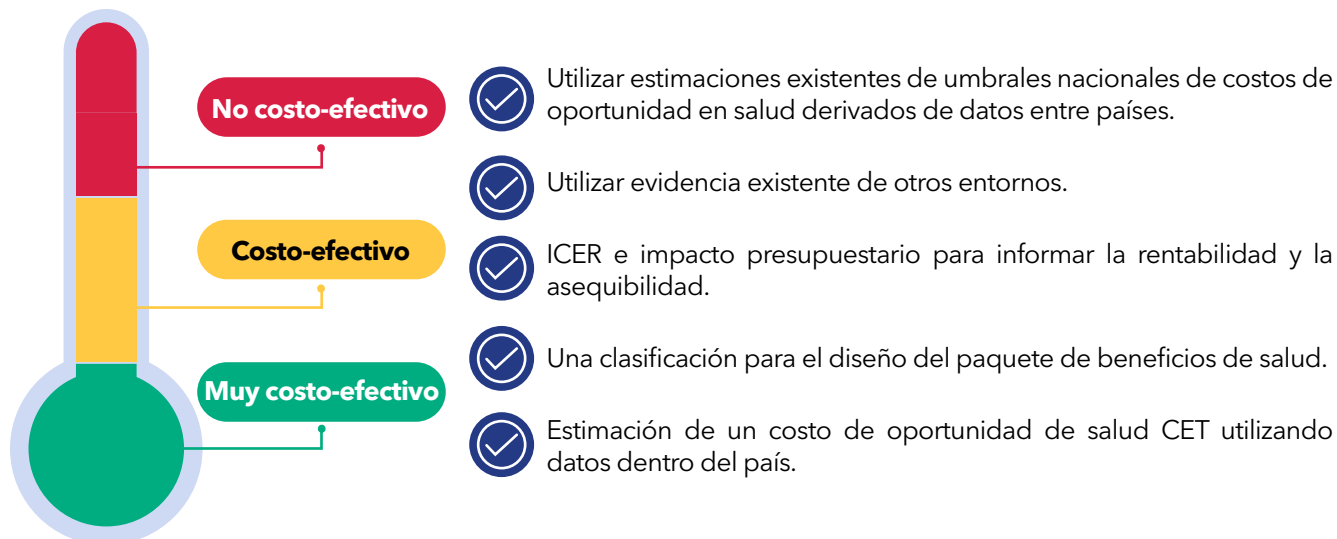 No costo-efectivo
Costo-efectivo
Muy costo-efectivo
Utilizar estimaciones existentes de umbrales nacionales de costos de
oportunidad en salud derivados de datos entre países.
Utilizar evidencia existente de otros entornos.
ICER e impacto presupuestario para informar la rentabilidad y la
asequibilidad.
Una clasificación para el diseño del paquete de beneficios de salud.
Estimación de un costo de oportunidad de salud CET utilizando
datos dentro del país.